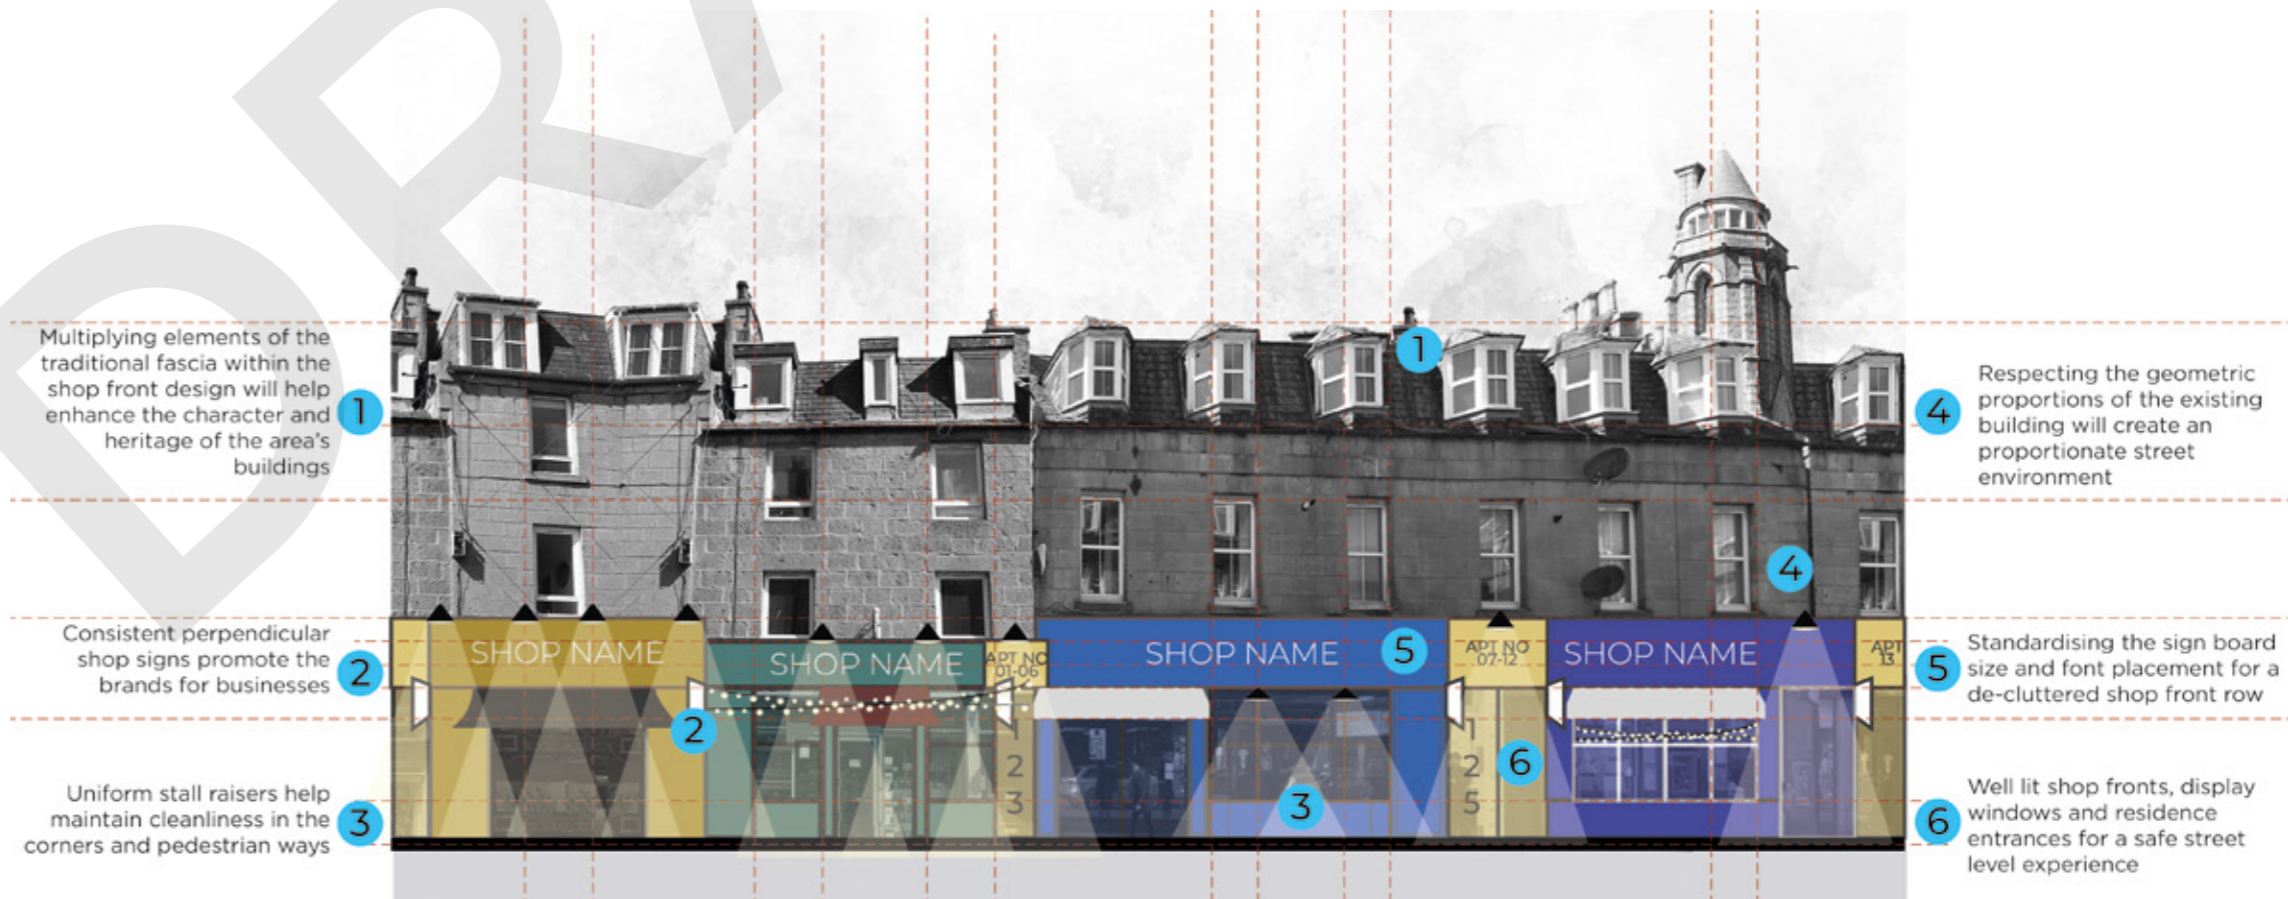 DRA
Multiplying elements of the
traditional fascia within the
shop front design will help
enhance the character and
heritage of the area's
buildings
1
Consistent perpendicular
shop signs promote the
brands for businesses
2
Uniform stall raisers help
maintain cleanliness in the
corners and pedestrian ways
3
1
4
SHOP NAME
SHOP NAME
APT NO
01-06
SHOP NAME
5
APT NO
07-12
SHOP NAME
APT
13
2
1
2
3
3
1
2
5
6
4
Respecting the geometric
proportions of the existing
building will create an
proportionate street
environment
5
Standardising the sign board
size and font placement for a
de-cluttered shop front row
6
Well lit shop fronts, display
windows and residence
entrances for a safe street
level experience